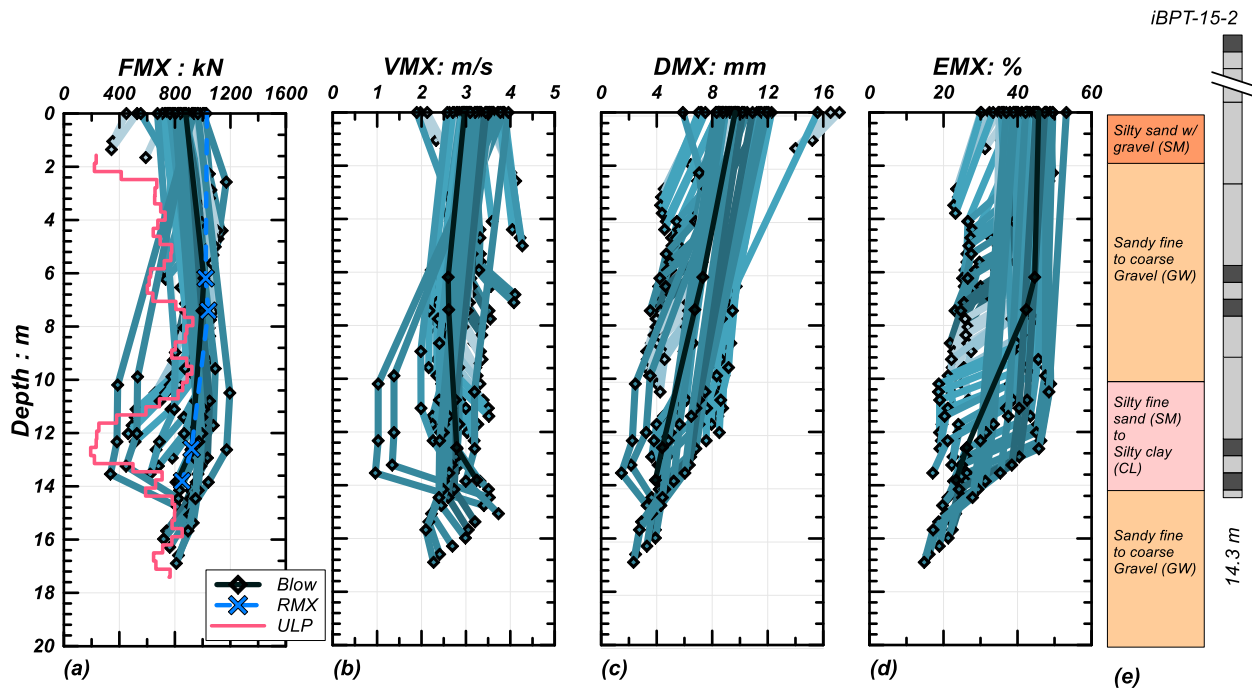 iBPT-15-2
FMX : kN
VMX: m/s
DMX: mm
EMX: %
0 400 800 1200 1600
0 1 2 3 4 5
0 4 8 12 16
0 20 40 60
0
2
4
6
8
10
12
14
16
18
20
Depth : m
Silty sand w/
gravel (SM)
Sandy fine
to coarse
Gravel (GW)
Silty fine
sand (SM)
to
Silty clay
(CL)
Sandy fine
to coarse
Gravel (GW)
14.3 m
Blow
RMX
ULP
(a)
(b)
(c)
(d)
(e)